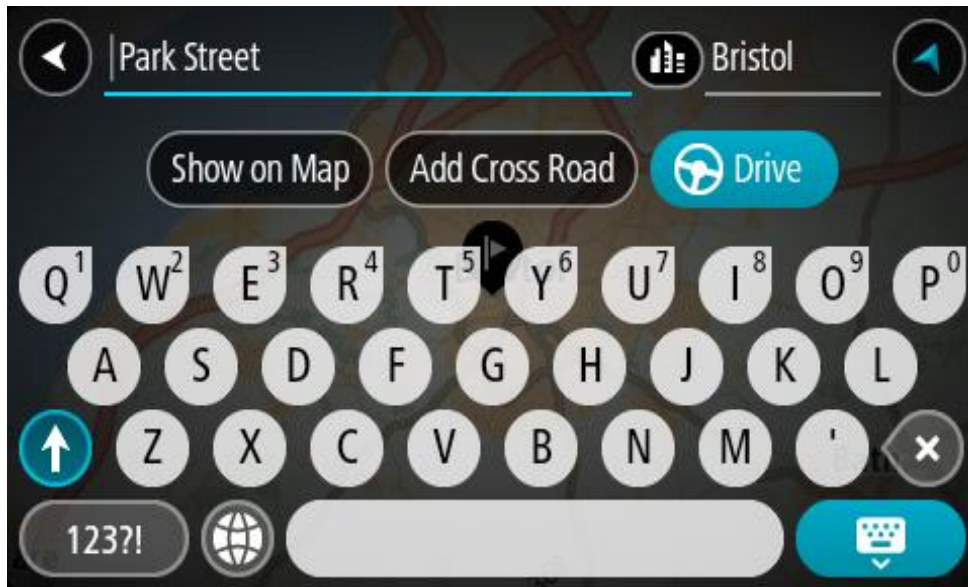 Park Street Bristol
Show on Map Add Cross Road Drive
Q1 W2 E3 R4 T5 Y6 U7 I8 O9 P0
A S D F G H J K L
Z X C V B N M '
123?!